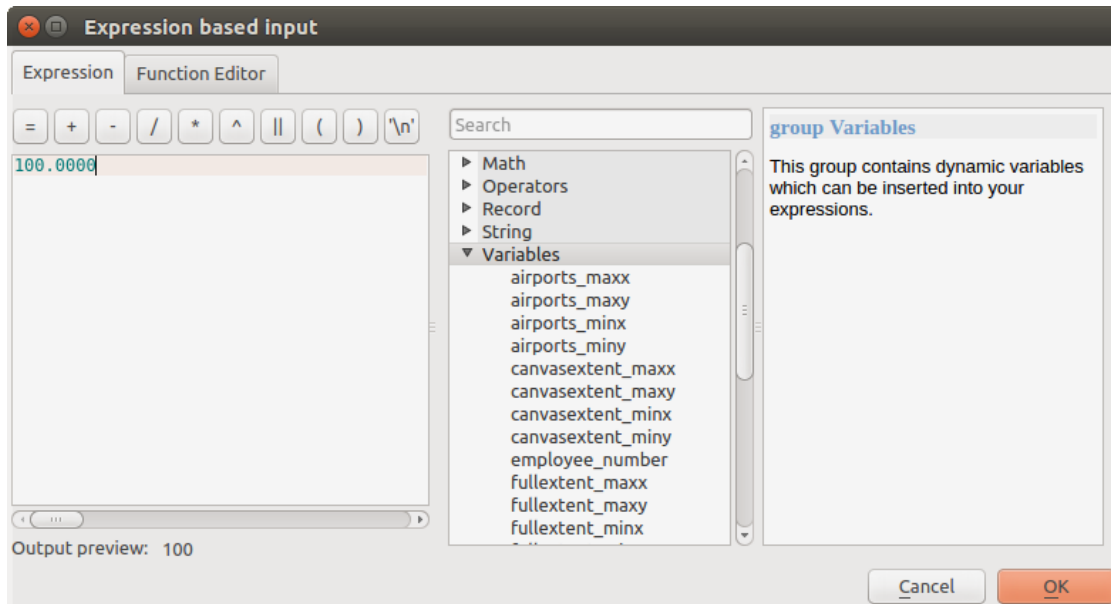 Expression based input
Expression
Function Editor
= + - / * ^ || ( ) '\n'
100.0000
Output preview: 100
Search
Math
Operators
Record
String
Variables
airports_maxx
airports_maxy
airports_minx
airports_miny
canvasextent_maxx
canvasextent_maxy
canvasextent_minx
canvasextent_miny
employee_number
fullextent_maxx
fullextent_maxy
fullextent_minx
group Variables
This group contains dynamic variables
which can be inserted into your
expressions.
Cancel
OK